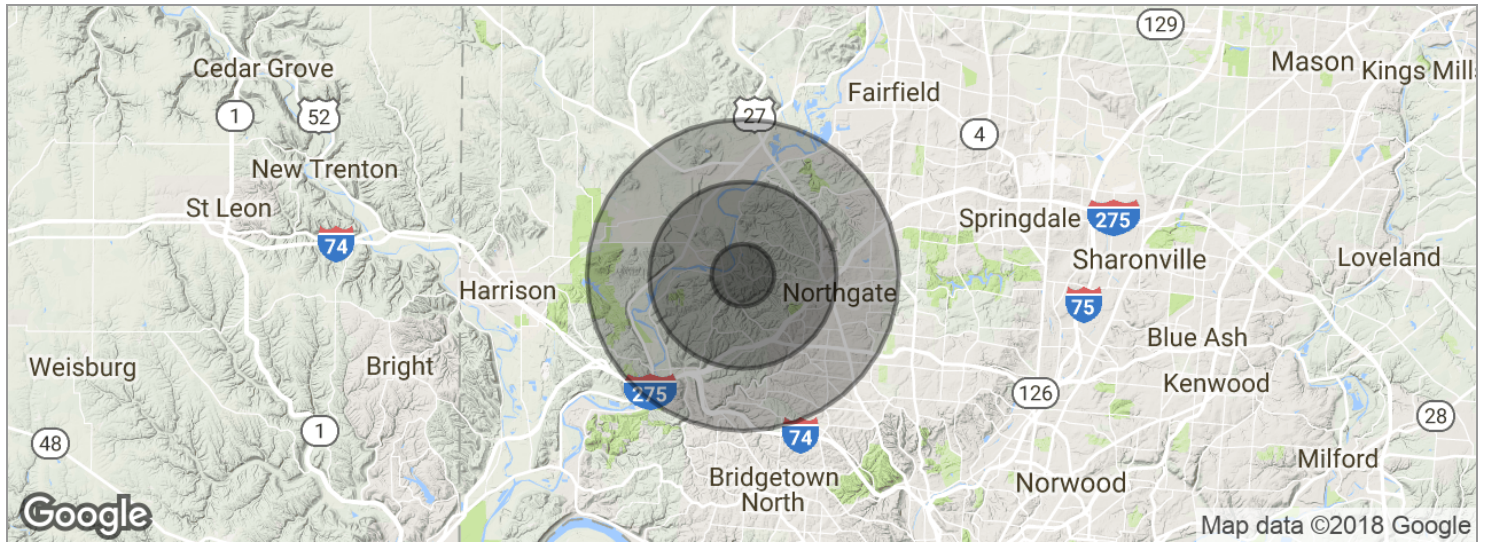 129
Mason
Kings Mill
Cedar Grove
Fairfield
1
52
27
4
New Trenton
St Leon
Springdale
275
74
Sharonville
Loveland
Harrison
Northgate
75
Blue Ash
Weisburg
Bright
Kenwood
275
126
28
1
74
48
Milford
Bridgetown
North
Norwood
Google
Map data ©2018 Google